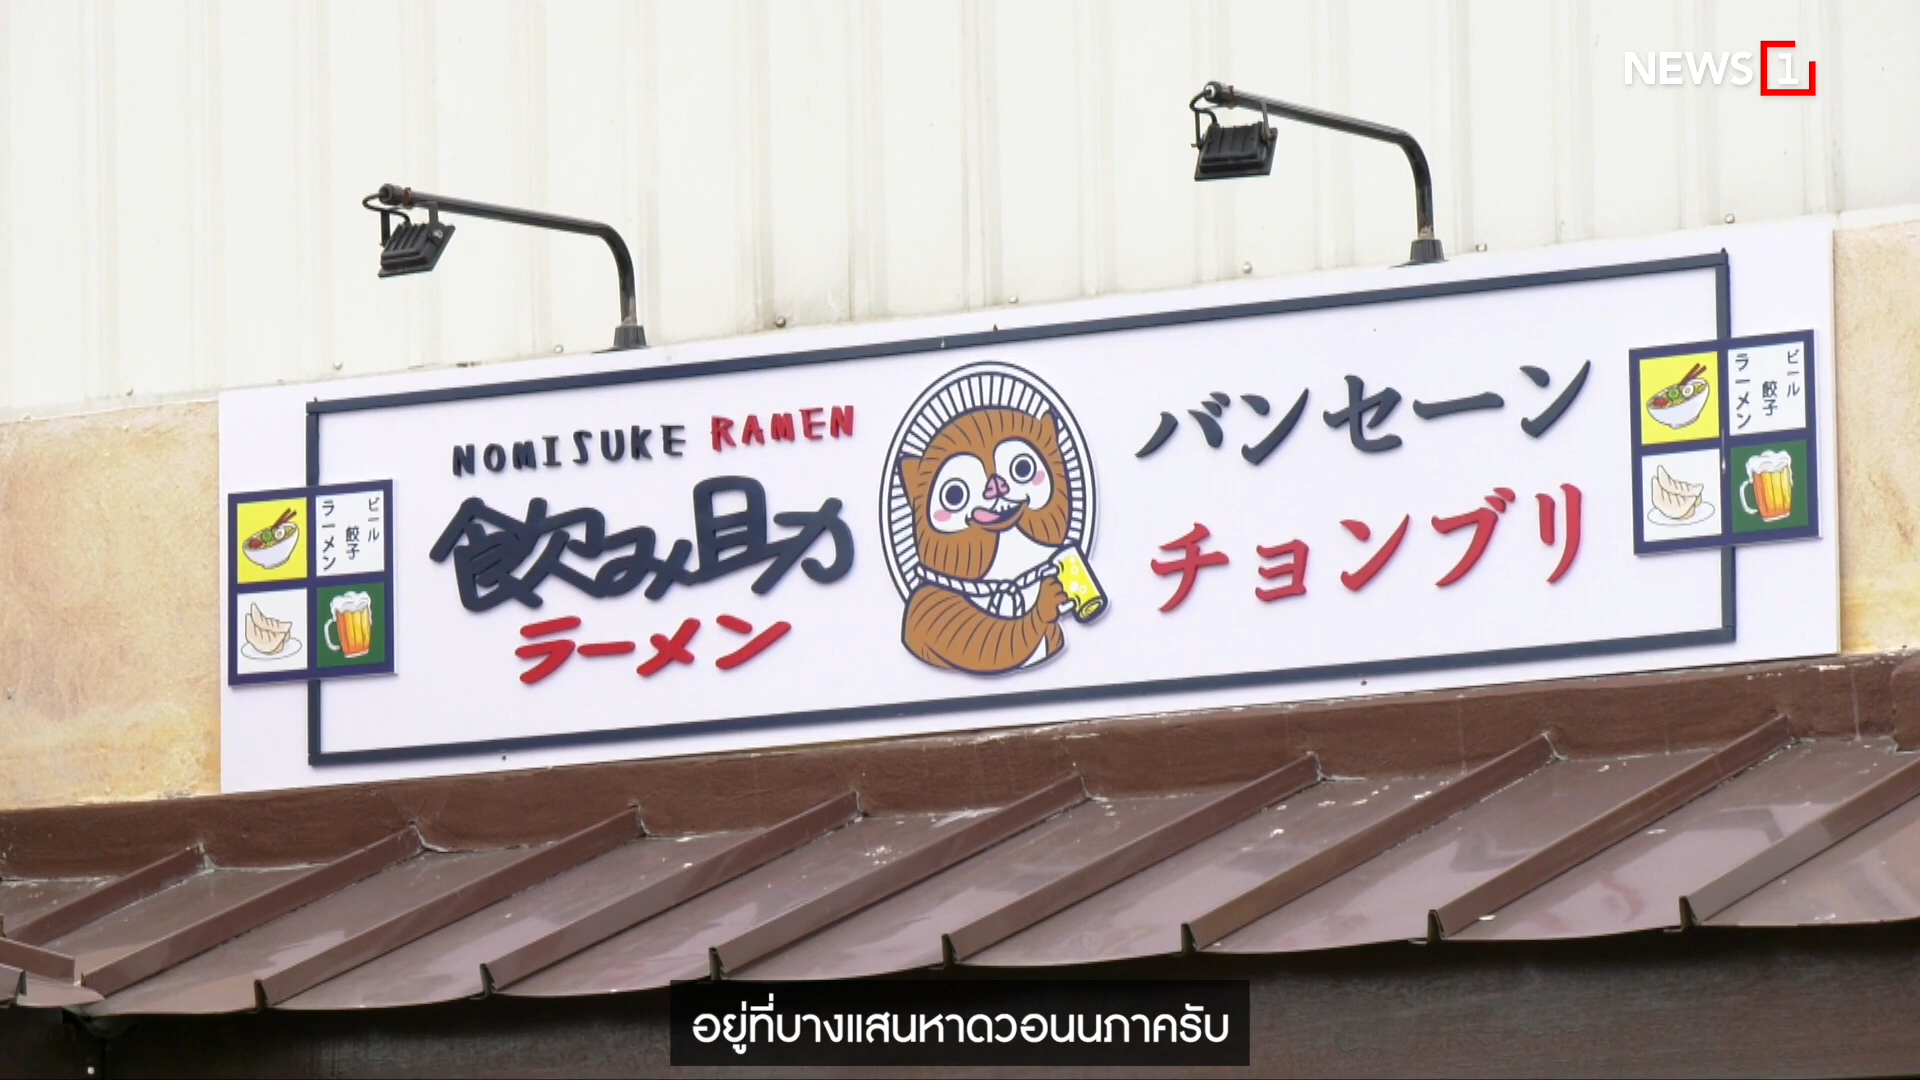 NEWS 1
NOMISUKE RAMEN
飲み助
ラーメン
バンセーン
チョンブリ
ビール
餃子
ラーメン
ビール
餃子
ラーメン
อยู่ที่บางแสนหาดวอนนภาครับ